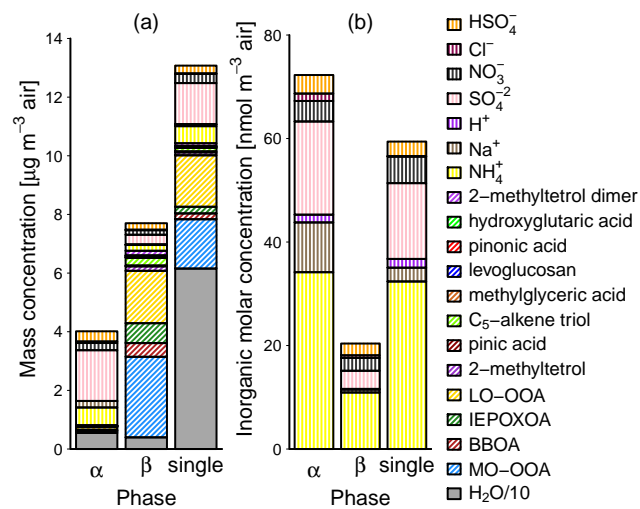 (a)
(b)
Mass concentration [μg m⁻³ air]
14
12
10
8
6
4
2
0
α β single
Phase
Inorganic molar concentration [nmol m⁻³ air]
80
60
40
20
0
α β single
Phase
HSO₄⁻
Cl⁻
NO₃⁻
SO₄⁻²
H⁺
Na⁺
NH₄⁺
2−methyltetrol dimer
hydroxyglutaric acid
pinonic acid
levoglucosan
methylglyceric acid
C₅−alkene triol
pinic acid
2−methyltetrol
LO−OOA
IEPOXOA
BBOA
MO−OOA
H₂O/10